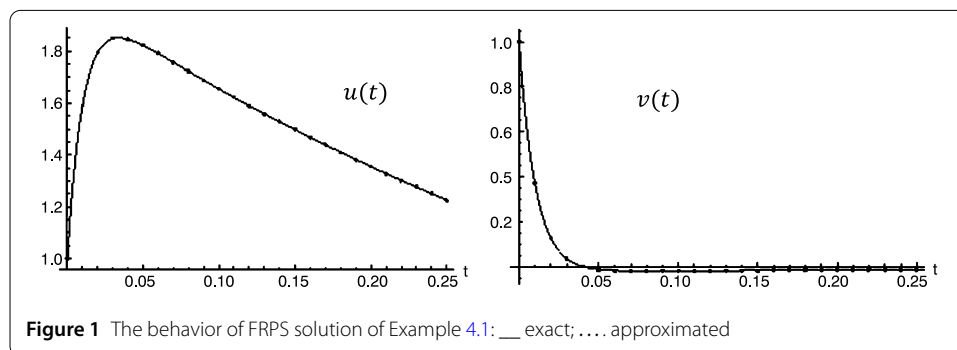 1.8
1.6
1.4
1.2
1.0
u(t)
0.05 0.10 0.15 0.20 0.25 t
1.0
0.8
0.6
0.5
0.2
v(t)
0.05 0.10 0.15 0.20 0.25 t
Figure 1 The behavior of FRPS solution of Example 4.1: __ exact; .... approximated